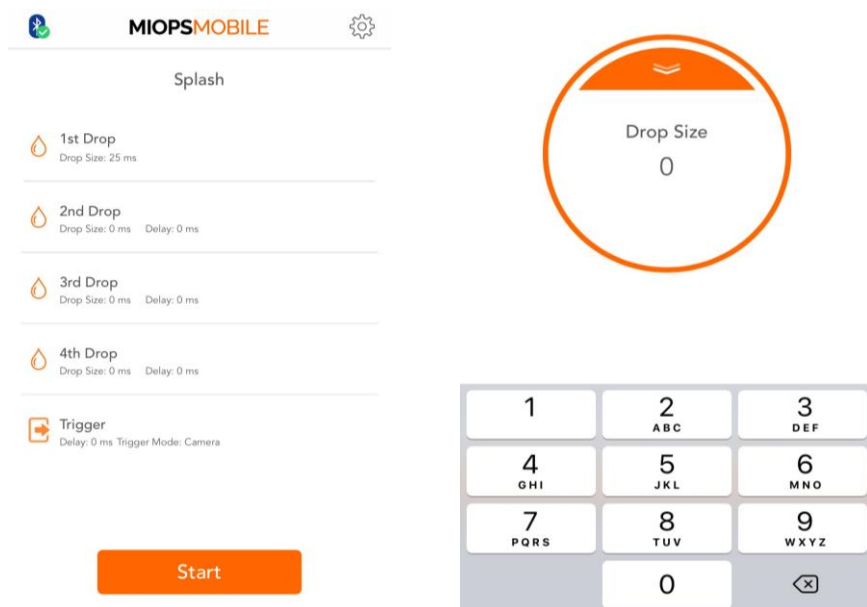 MIOPSMOBILE
Splash
1st Drop
Drop Size: 25 ms
2nd Drop
Drop Size: 0 ms Delay: 0 ms
3rd Drop
Drop Size: 0 ms Delay: 0 ms
4th Drop
Drop Size: 0 ms Delay: 0 ms
Trigger
Delay: 0 ms Trigger Mode: Camera
Start
Drop Size
0
1 2 3
ABC DEF
4 5 6
GHI JKL MNO
7 8 9
PQRS TUV WXYZ
0